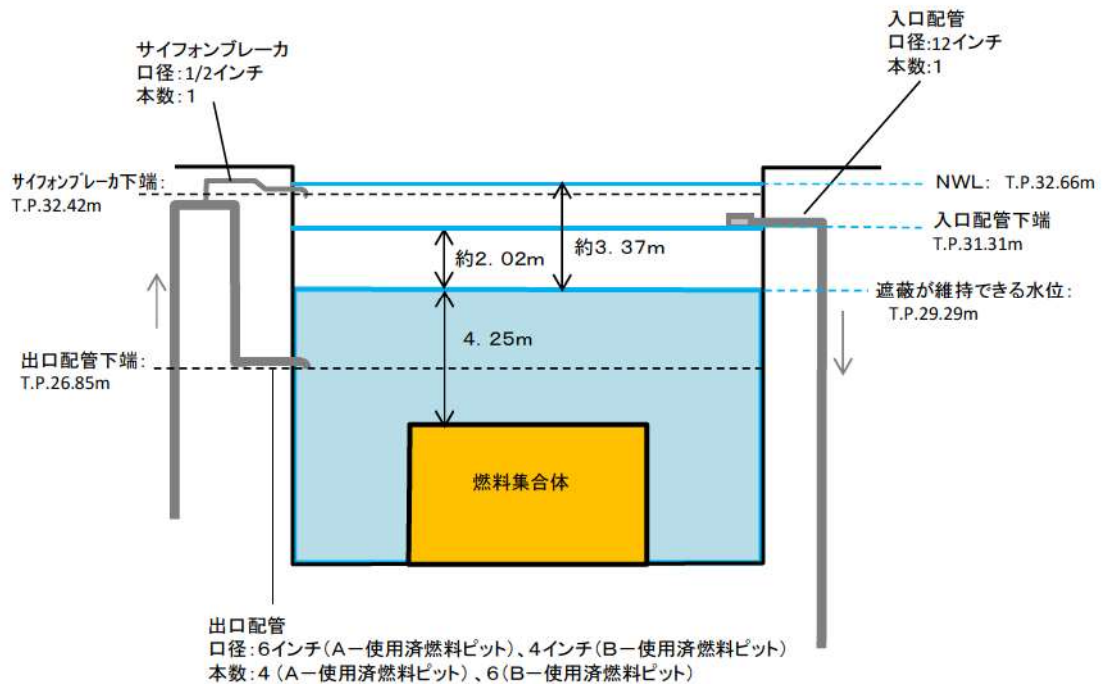 サイフォンブレーカ
口径：1/2インチ
本数：1
入口配管
口径：12インチ
本数：1
サイフォンブレーカ下端：
T.P.32.42m
NWL： T.P.32.66m
入口配管下端
T.P.31.31m
約2．02m
約3．37m
遮蔽が維持できる水位：
T.P.29.29m
4．25m
出口配管下端：
T.P.26.85m
燃料集合体
出口配管
口径：6インチ（A－使用済燃料ピット）、4インチ（B－使用済燃料ピット）
本数：4（A－使用済燃料ピット）、6（B－使用済燃料ピット）